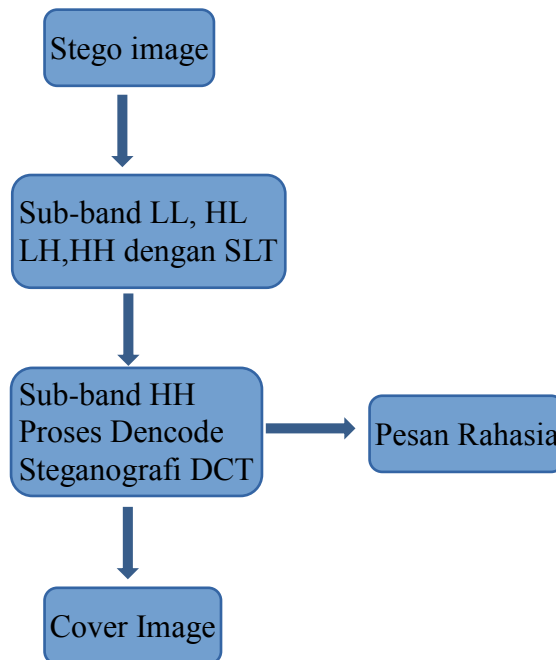 Stego image
Sub-band LL, HL
LH,HH dengan SLT
Sub-band HH
Proses Dencode
Steganografi DCT
Pesan Rahasia
Cover Image